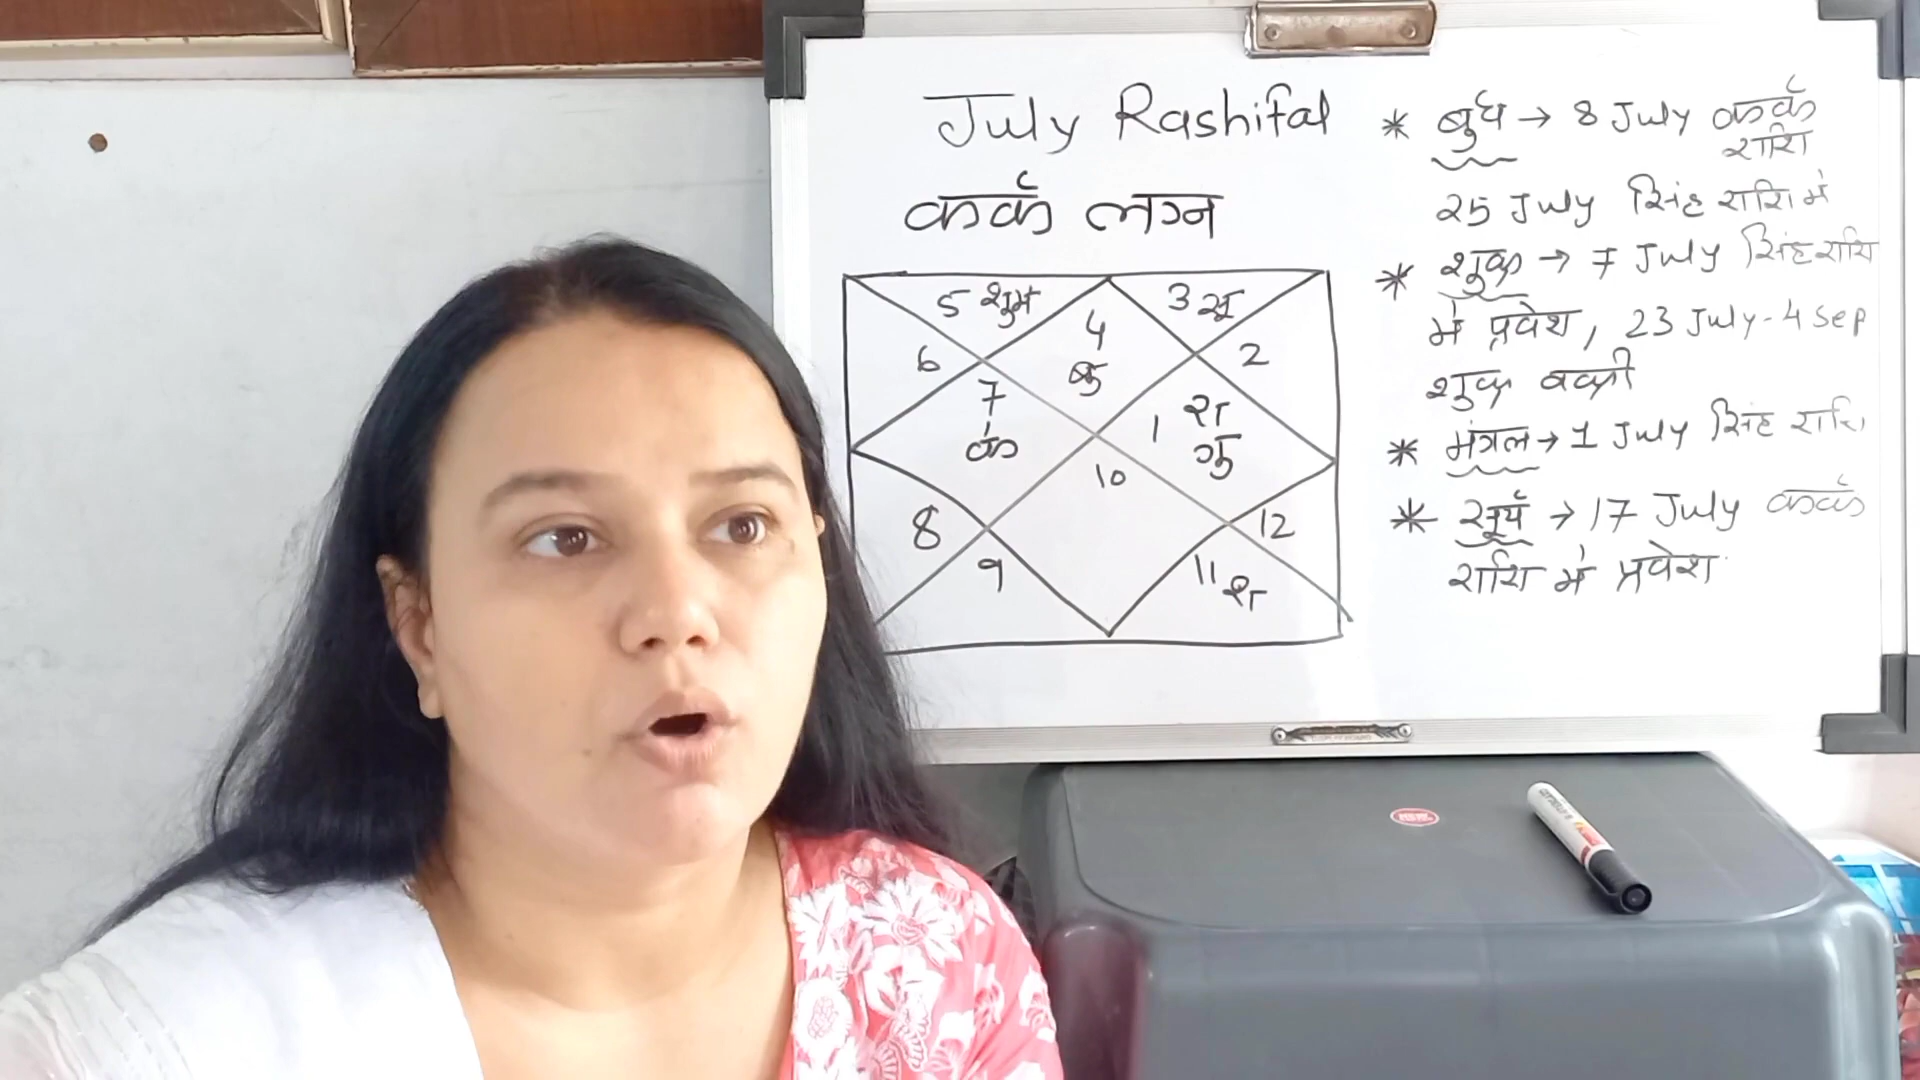 July Rashifal
कर्क लग्न
5 शु मं
3 सू
4
बु
6
2
7
के
1 रा
गु
10
8
12
9
11
श
* बुध → 8 July कर्क
राशि
25 July सिंह राशि में
* शुक्र → 7 July सिंह राशि
में प्रवेश, 23 July - 4 Sep
शुक्र वक्री
* मंगल → 1 July सिंह राशि
* सूर्य → 17 July कर्क
राशि में प्रवेश